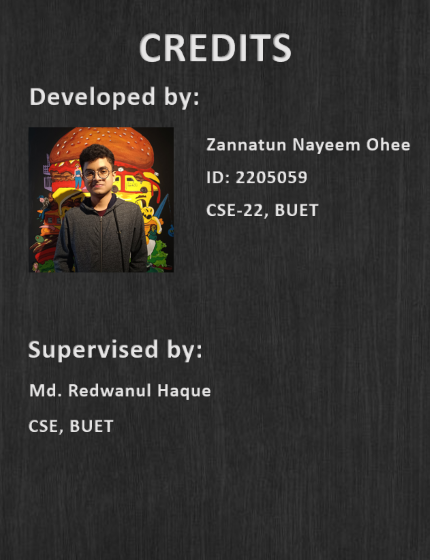 CREDITS
Developed by:
Zannatun Nayeem Ohee
ID: 2205059
CSE-22, BUET
Supervised by:
Md. Redwanul Haque
CSE, BUET